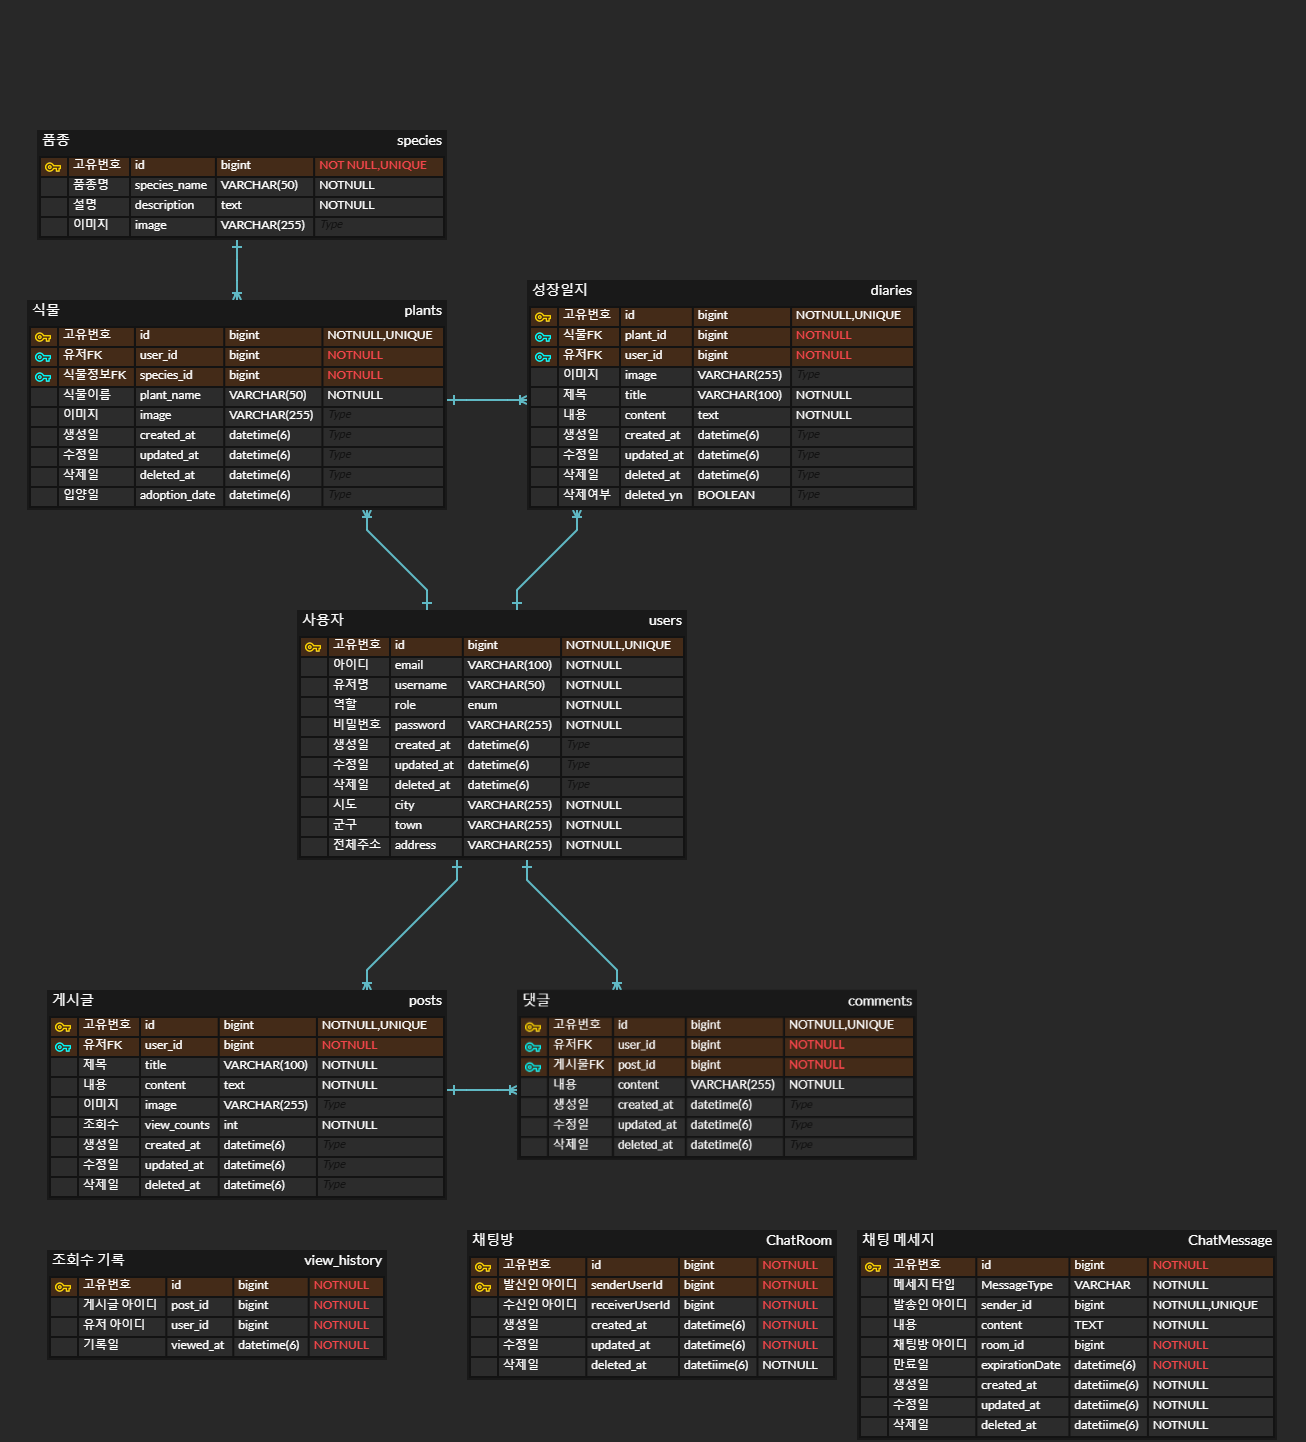 품종 species
고유번호 id bigint NOT NULL,UNIQUE
품종명 species_name VARCHAR(50) NOTNULL
설명 description text NOTNULL
이미지 image VARCHAR(255) Type
식물 plants
고유번호 id bigint NOTNULL,UNIQUE
유저FK user_id bigint NOTNULL
식물정보FK species_id bigint NOTNULL
식물이름 plant_name VARCHAR(50) NOTNULL
이미지 image VARCHAR(255) Type
생성일 created_at datetime(6) Type
수정일 updated_at datetime(6) Type
삭제일 deleted_at datetime(6) Type
입양일 adoption_date datetime(6) Type
성장일지 diaries
고유번호 id bigint NOTNULL,UNIQUE
식물FK plant_id bigint NOTNULL
유저FK user_id bigint NOTNULL
이미지 image VARCHAR(255) Type
제목 title VARCHAR(100) NOTNULL
내용 content text NOTNULL
생성일 created_at datetime(6) Type
수정일 updated_at datetime(6) Type
삭제일 deleted_at datetime(6) Type
삭제여부 deleted_yn BOOLEAN Type
사용자 users
고유번호 id bigint NOTNULL,UNIQUE
아이디 email VARCHAR(100) NOTNULL
유저명 username VARCHAR(50) NOTNULL
역할 role enum NOTNULL
비밀번호 password VARCHAR(255) NOTNULL
생성일 created_at datetime(6) Type
수정일 updated_at datetime(6) Type
삭제일 deleted_at datetime(6) Type
시도 city VARCHAR(255) NOTNULL
군구 town VARCHAR(255) NOTNULL
전체주소 address VARCHAR(255) NOTNULL
게시글 posts
고유번호 id bigint NOTNULL,UNIQUE
유저FK user_id bigint NOTNULL
제목 title VARCHAR(100) NOTNULL
내용 content text NOTNULL
이미지 image VARCHAR(255) Type
조회수 view_counts int NOTNULL
생성일 created_at datetime(6) Type
수정일 updated_at datetime(6) Type
삭제일 deleted_at datetime(6) Type
댓글 comments
고유번호 id bigint NOTNULL,UNIQUE
유저FK user_id bigint NOTNULL
게시물FK post_id bigint NOTNULL
내용 content VARCHAR(255) NOTNULL
생성일 created_at datetime(6) Type
수정일 updated_at datetime(6) Type
삭제일 deleted_at datetime(6) Type
조회수 기록 view_history
고유번호 id bigint NOTNULL
게시글 아이디 post_id bigint NOTNULL
유저 아이디 user_id bigint NOTNULL
기록일 viewed_at datetime(6) NOTNULL
채팅방 ChatRoom
고유번호 id bigint NOTNULL
발신인 아이디 senderUserId bigint NOTNULL
수신인 아이디 receiverUserId bigint NOTNULL
생성일 created_at datetime(6) NOTNULL
수정일 updated_at datetime(6) NOTNULL
삭제일 deleted_at datetiime(6) NOTNULL
채팅 메세지 ChatMessage
고유번호 id bigint NOTNULL
메세지 타입 MessageType VARCHAR NOTNULL
발송인 아이디 sender_id bigint NOTNULL,UNIQUE
내용 content TEXT NOTNULL
채팅방 아이디 room_id bigint NOTNULL
만료일 expirationDate datetime(6) NOTNULL
생성일 created_at datetiime(6) NOTNULL
수정일 updated_at datetiime(6) NOTNULL
삭제일 deleted_at datetiime(6) NOTNULL